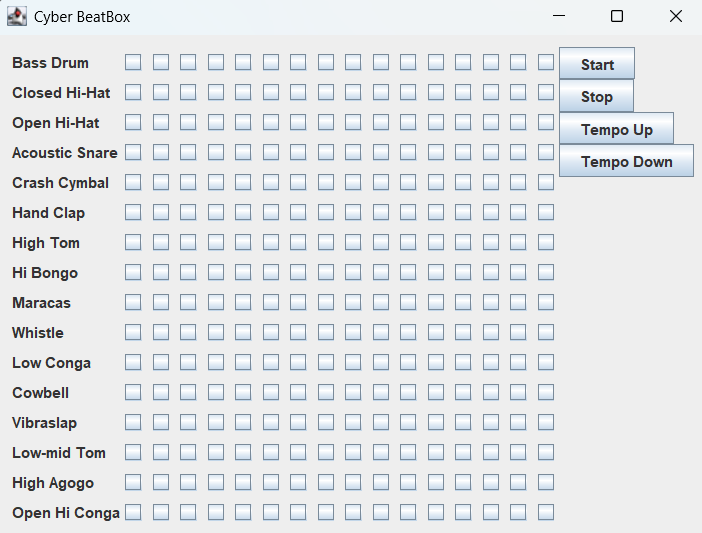 Cyber BeatBox
Bass Drum
Closed Hi-Hat
Open Hi-Hat
Acoustic Snare
Crash Cymbal
Hand Clap
High Tom
Hi Bongo
Maracas
Whistle
Low Conga
Cowbell
Vibraslap
Low-mid Tom
High Agogo
Open Hi Conga
Start
Stop
Tempo Up
Tempo Down